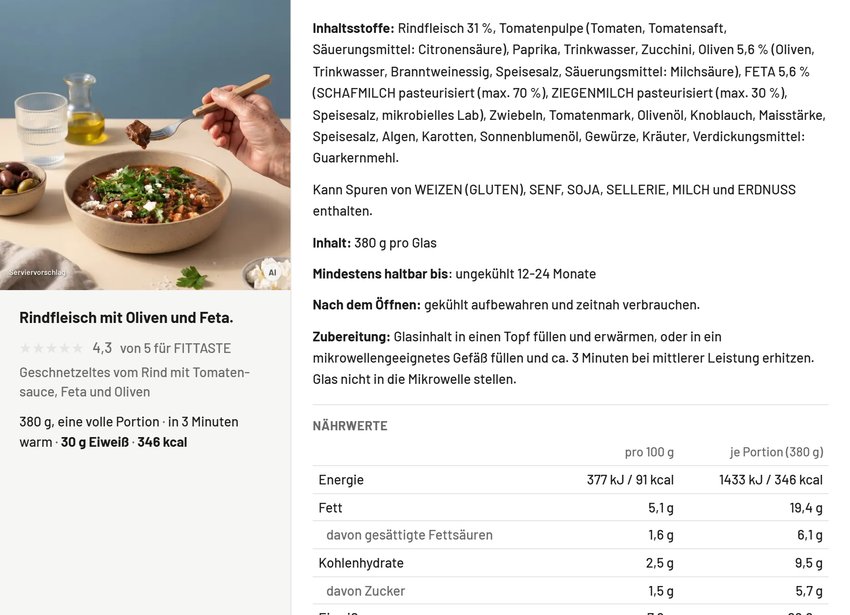 Serviervorschlag
AI
Rindfleisch mit Oliven und Feta.
★★★★★ 4,3 von 5 für FITTASTE
Geschnetzeltes vom Rind mit Tomaten-
sauce, Feta und Oliven
380 g, eine volle Portion · in 3 Minuten
warm · 30 g Eiweiß · 346 kcal
Inhaltsstoffe: Rindfleisch 31 %, Tomatenpulpe (Tomaten, Tomatensaft,
Säuerungsmittel: Citronensäure), Paprika, Trinkwasser, Zucchini, Oliven 5,6 % (Oliven,
Trinkwasser, Branntweinessig, Speisesalz, Säuerungsmittel: Milchsäure), FETA 5,6 %
(SCHAFMILCH pasteurisiert (max. 70 %), ZIEGENMILCH pasteurisiert (max. 30 %),
Speisesalz, mikrobielles Lab), Zwiebeln, Tomatenmark, Olivenöl, Knoblauch, Maisstärke,
Speisesalz, Algen, Karotten, Sonnenblumenöl, Gewürze, Kräuter, Verdickungsmittel:
Guarkernmehl.
Kann Spuren von WEIZEN (GLUTEN), SENF, SOJA, SELLERIE, MILCH und ERDNUSS
enthalten.
Inhalt: 380 g pro Glas
Mindestens haltbar bis: ungekühlt 12-24 Monate
Nach dem Öffnen: gekühlt aufbewahren und zeitnah verbrauchen.
Zubereitung: Glasinhalt in einen Topf füllen und erwärmen, oder in ein
mikrowellengeeignetes Gefäß füllen und ca. 3 Minuten bei mittlerer Leistung erhitzen.
Glas nicht in die Mikrowelle stellen.
NÄHRWERTE
pro 100 g je Portion (380 g)
Energie 377 kJ / 91 kcal 1433 kJ / 346 kcal
Fett 5,1 g 19,4 g
davon gesättigte Fettsäuren 1,6 g 6,1 g
Kohlenhydrate 2,5 g 9,5 g
davon Zucker 1,5 g 5,7 g